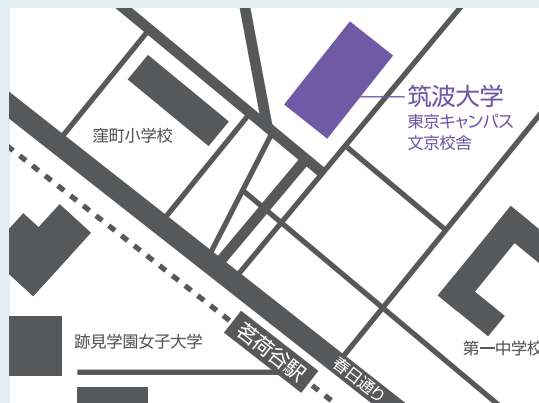 筑波大学
東京キャンパス
文京校舎
窪町小学校
跡見学園女子大学
茗荷谷駅
春日通り
第一中学校